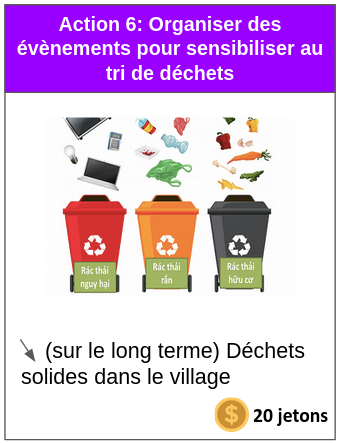 Action 6: Organiser des
évènements pour sensibiliser au
tri de déchets
Rác thải
nguy hại
Rác thải
rắn
Rác thải
hữu cơ
(sur le long terme) Déchets
solides dans le village
$ 20 jetons